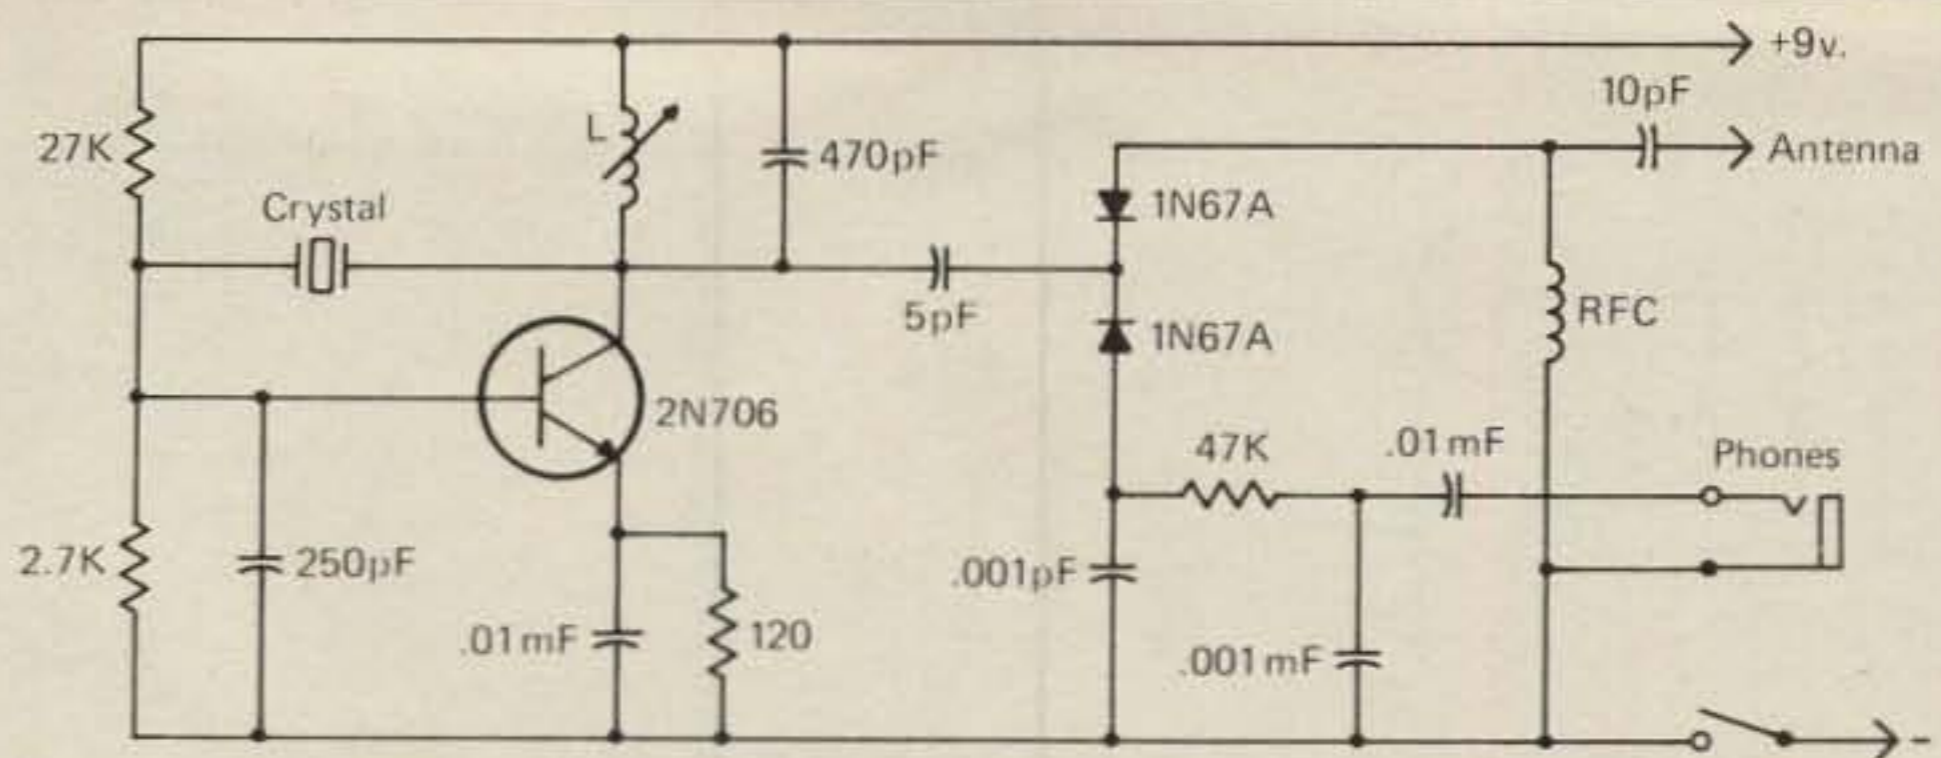 +9v.
10pF
27K
L
470pF
Antenna
1N67A
Crystal
5pF
RFC
1N67A
2N706
47K
.01mF
Phones
2.7K
250pF
.001pF
.01mF
120
.001mF
-